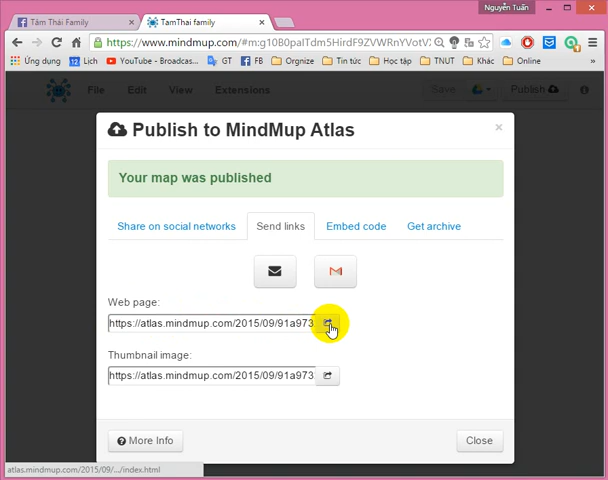 Nguyễn Tuấn
Tâm Thái Family
TamThai family
https://www.mindmup.com/#m:g10B0paITdm5HirdF9ZVWRnYVotVX
Ứng dụng
12 Lịch
YouTube - Broadcas...
GT
FB
Orgnize
Tin tức
Học tập
TNUT
Khác
Online
File
Edit
View
Extensions
Save
Publish
Publish to MindMup Atlas
×
Your map was published
Share on social networks
Send links
Embed code
Get archive
Web page:
https://atlas.mindmup.com/2015/09/91a973
Thumbnail image:
https://atlas.mindmup.com/2015/09/91a973
More Info
Close
atlas.mindmup.com/2015/09/.../index.html